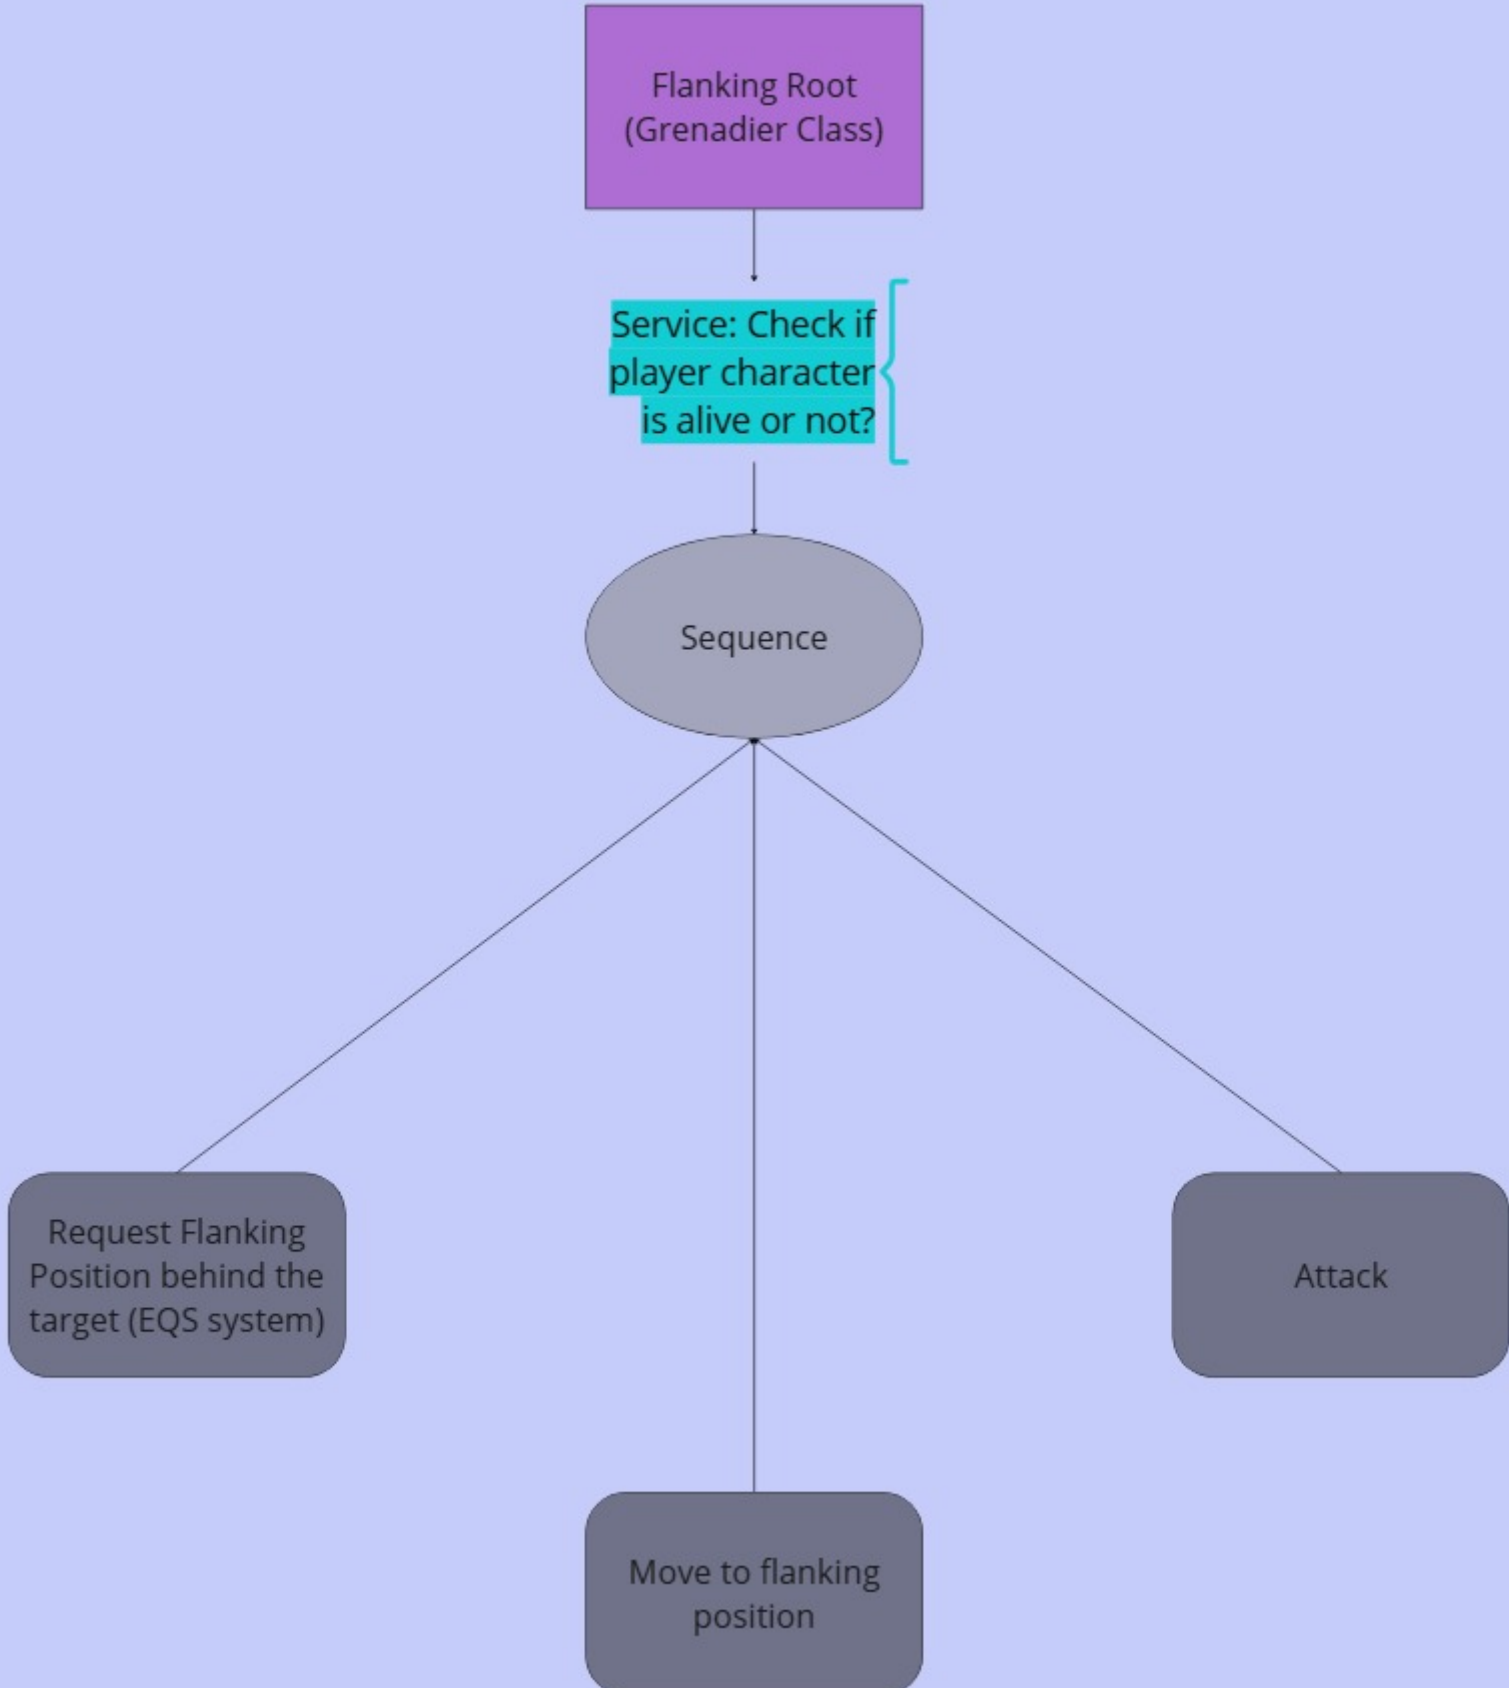 Flanking Root
(Grenadier Class)
Service: Check if
player character
is alive or not?
Sequence
Request Flanking
Position behind the
target (EQS system)
Attack
Move to flanking
position